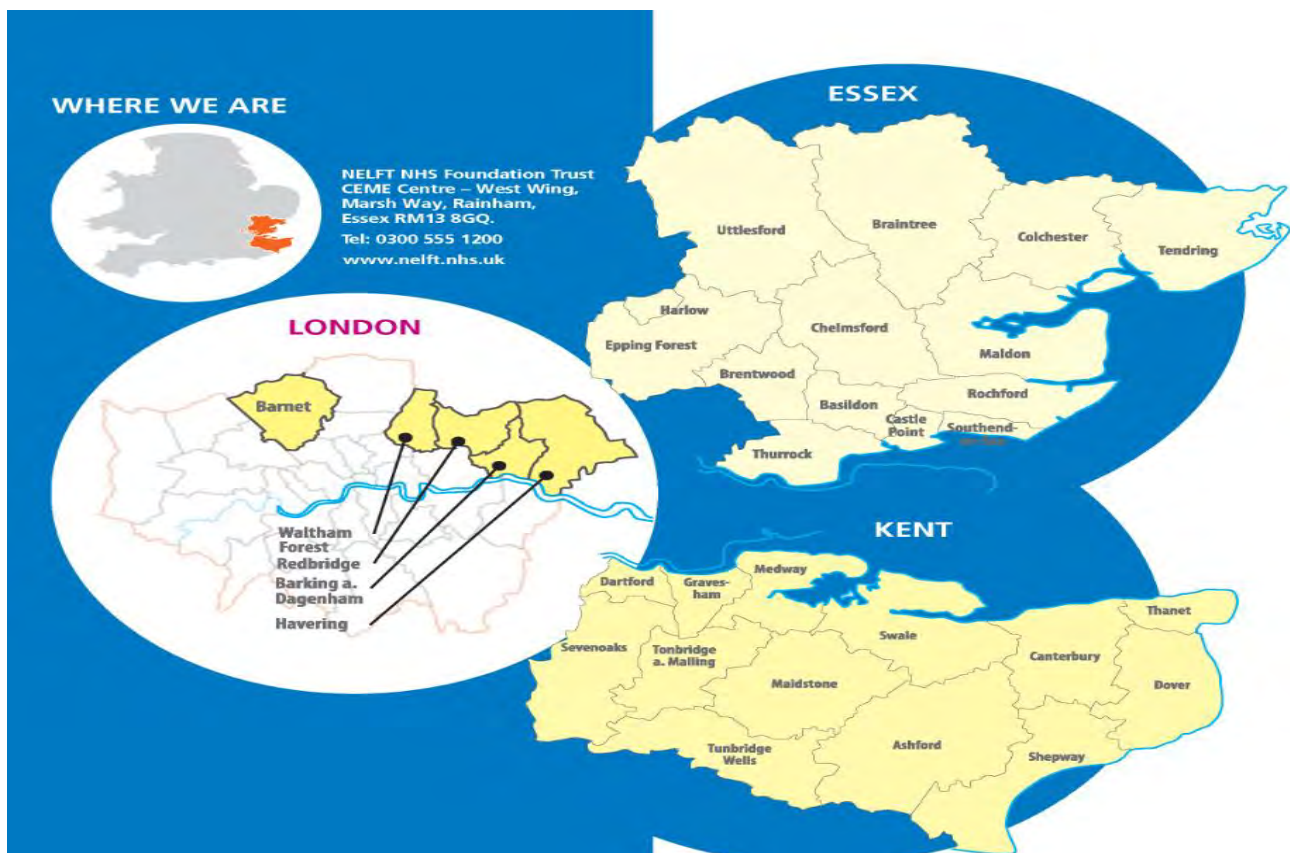 WHERE WE ARE
NELFT NHS Foundation Trust
CEME Centre – West Wing,
Marsh Way, Rainham,
Essex RM13 8GQ.
Tel: 0300 555 1200
www.nelft.nhs.uk
LONDON
Barnet
Waltham
Forest
Redbridge
Barking a.
Dagenham
Havering
ESSEX
Uttlesford
Braintree
Colchester
Tendring
Harlow
Epping Forest
Chelmsford
Maldon
Brentwood
Rochford
Basildon
Castle
Point
Southend-
Thurrock
KENT
Dartford
Graves-
ham
Medway
Thanet
Swale
Sevenoaks
Tonbridge
a. Malling
Canterbury
Maidstone
Dover
Tunbridge
Wells
Ashford
Shepway